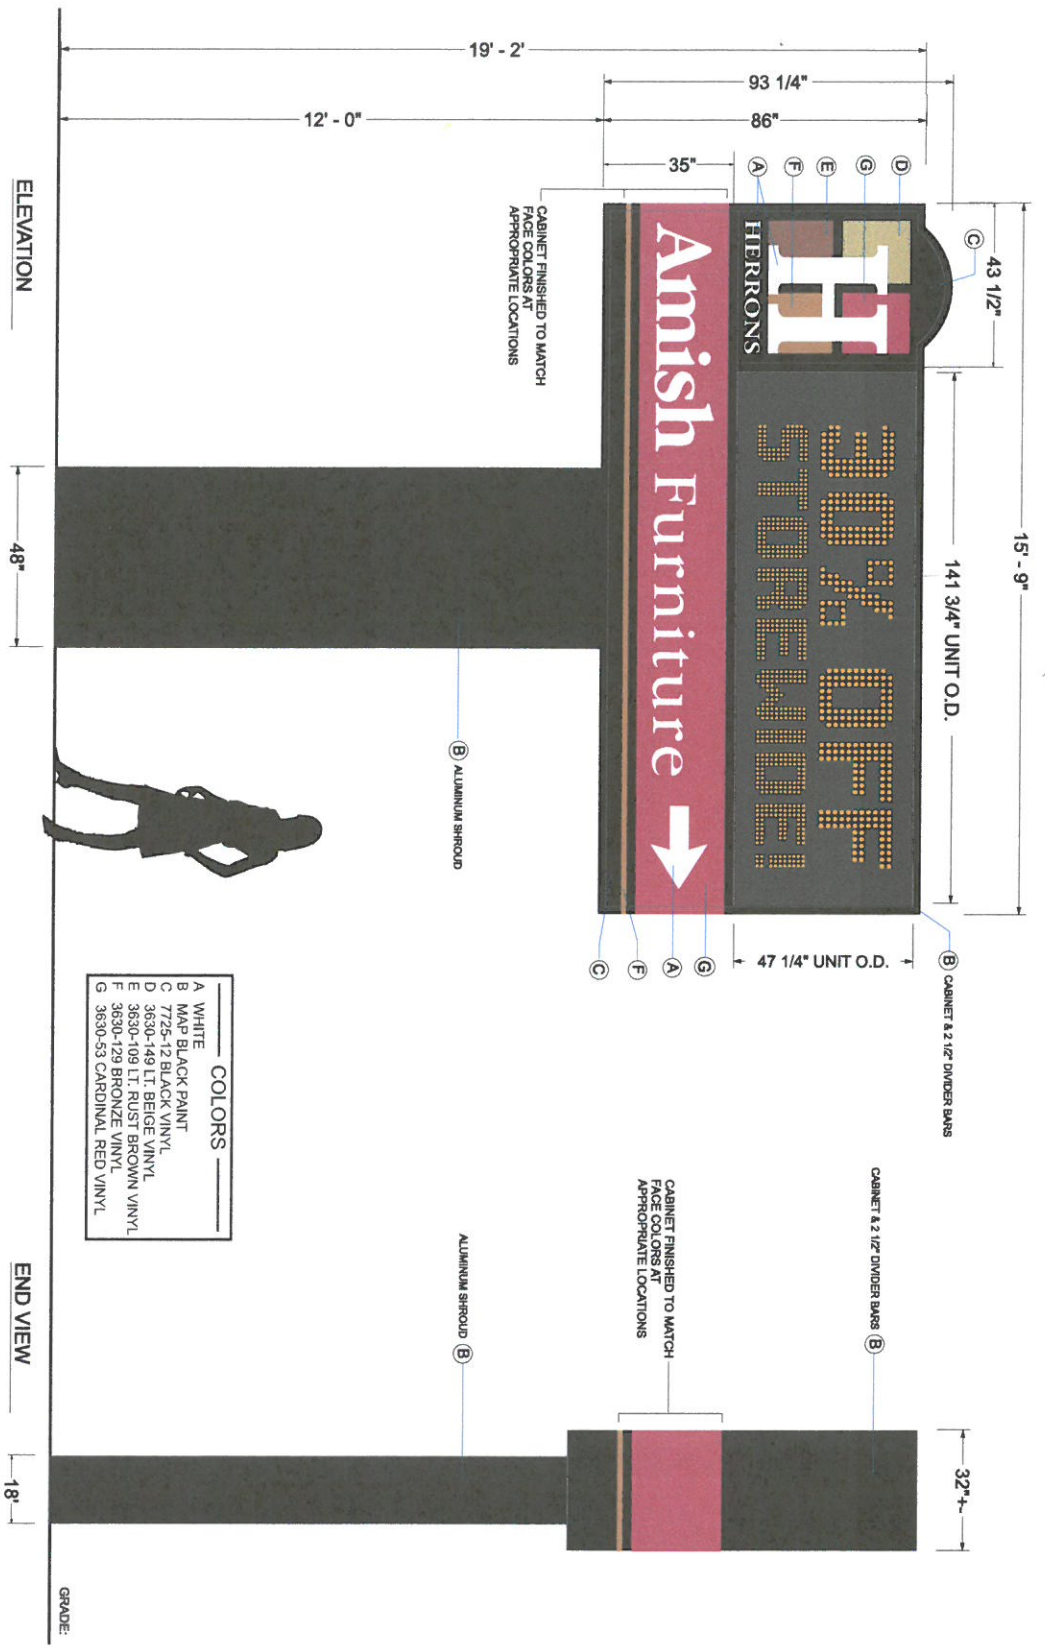 15' - 9"
43 1/2"
141 3/4" UNIT O.D.
C
B CABINET & 2 1/2" DIVIDER BARS
CABINET & 2 1/2" DIVIDER BARS B
32"+-
19' - 2'
93 1/4"
86"
D
G
E
F
A
H
HERRONS
30% OFF
STOREWIDE!
47 1/4" UNIT O.D.
35"
Amish Furniture
G
A
F
C
CABINET FINISHED TO MATCH
FACE COLORS AT
APPROPRIATE LOCATIONS
CABINET FINISHED TO MATCH
FACE COLORS AT
APPROPRIATE LOCATIONS
12' - 0"
B ALUMINUM SHROUD
ALUMINUM SHROUD B
COLORS
A WHITE
B MAP BLACK PAINT
C 7725-12 BLACK VINYL
D 3630-149 LT. BEIGE VINYL
E 3630-109 LT. RUST BROWN VINYL
F 3630-129 BRONZE VINYL
G 3630-53 CARDINAL RED VINYL
GRADE:
ELEVATION
48"
END VIEW
18'